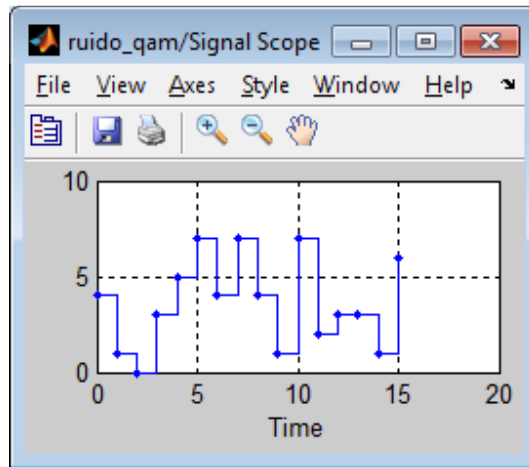 ruido_qam/Signal Scope
File View Axes Style Window Help
10
5
0
0 5 10 15 20
Time